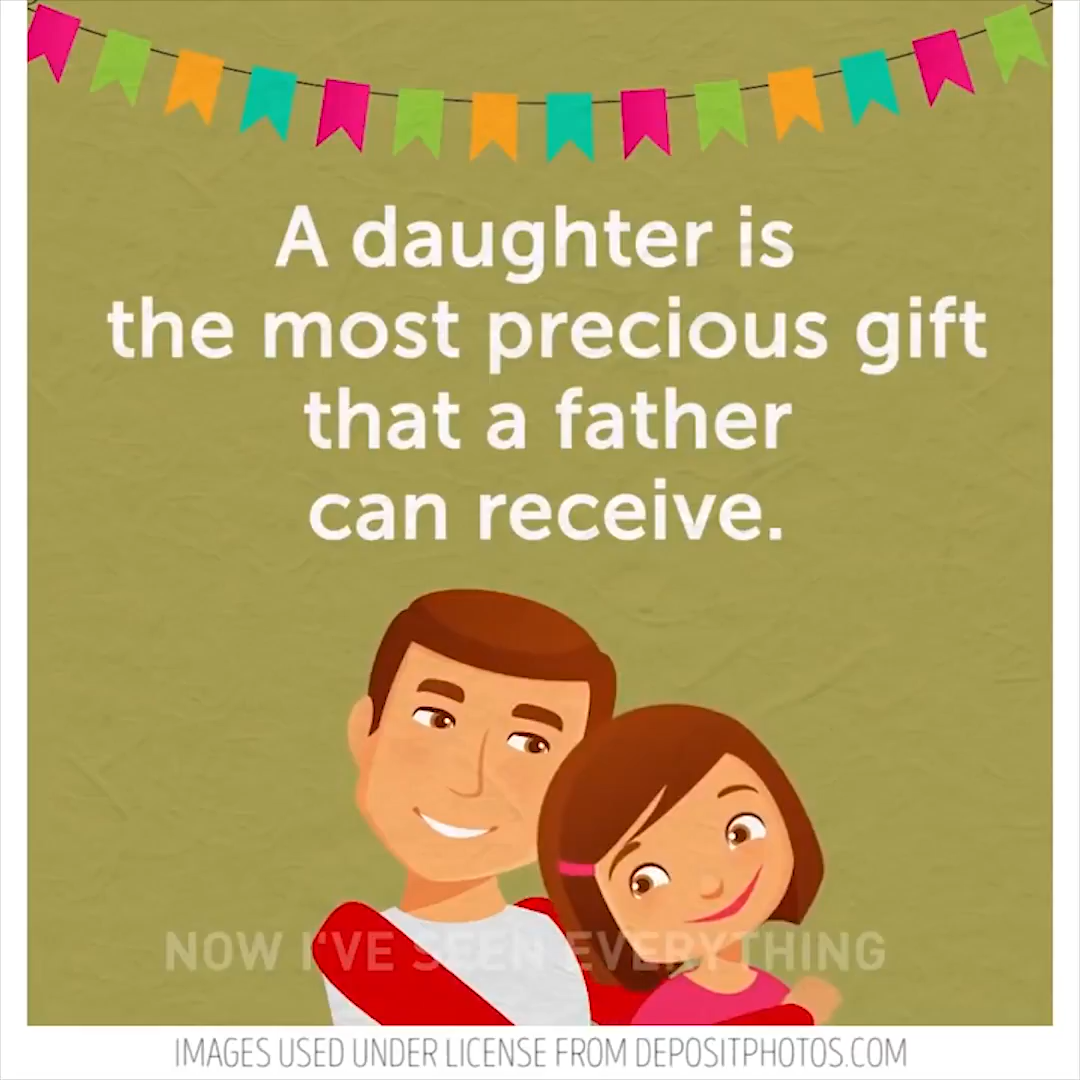 A daughter is
the most precious gift
that a father
can receive.
NOW I'VE SEEN EVERYTHING
IMAGES USED UNDER LICENSE FROM DEPOSITPHOTOS.COM